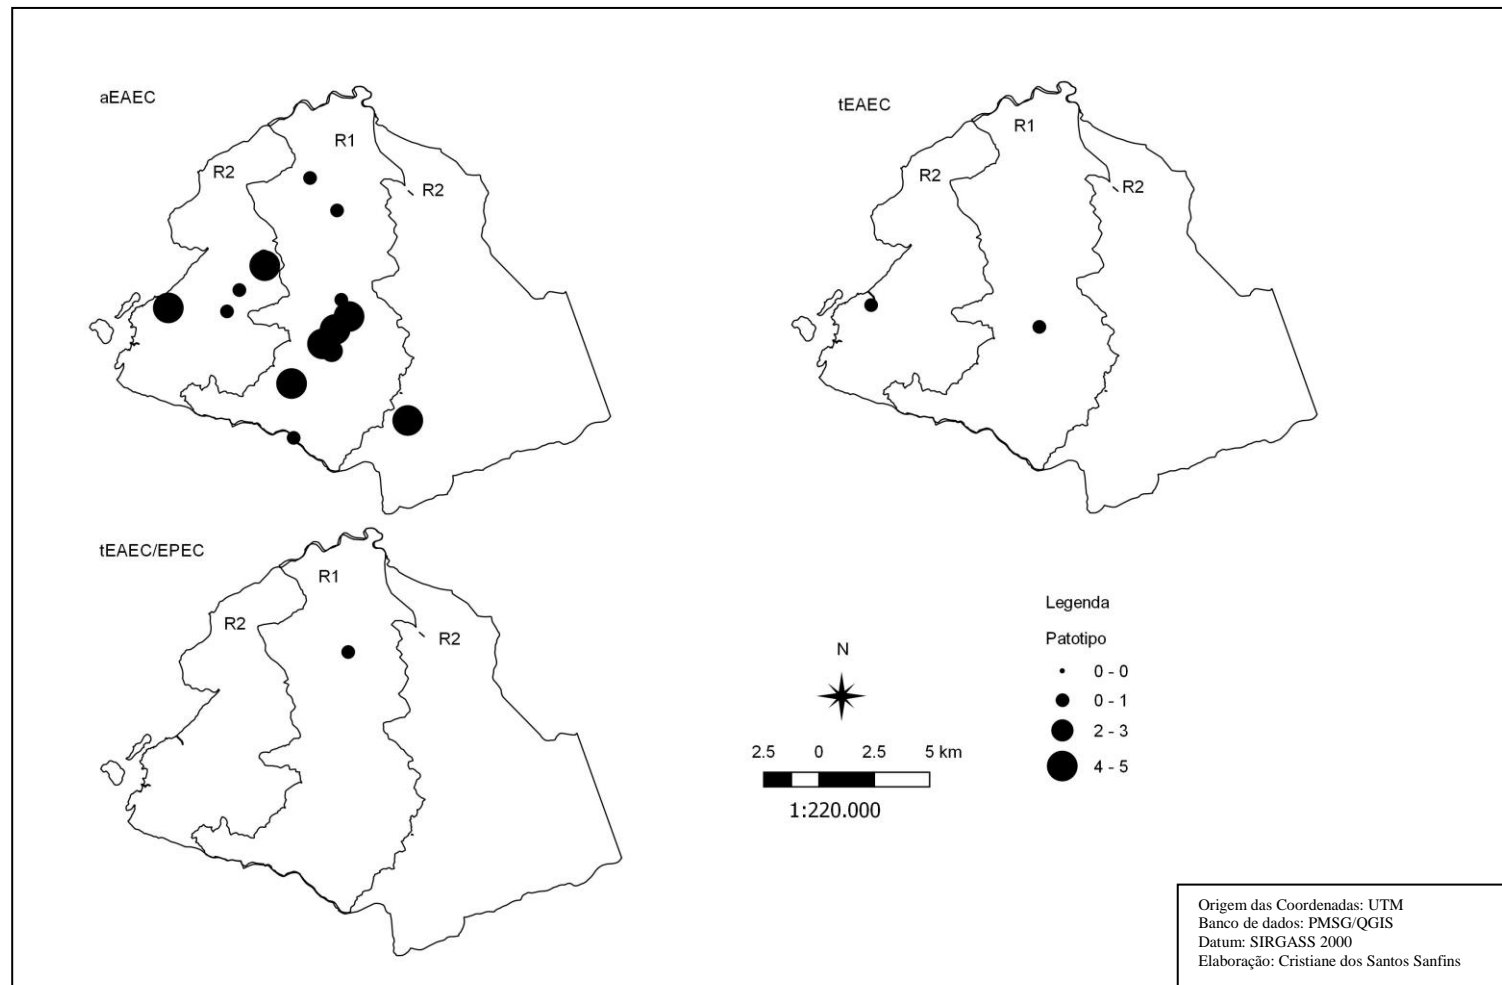 aEAEC
R1
R2
R2
tEAEC
R1
R2
R2
tEAEC/EPEC
R1
R2
R2
Legenda
Patotipo
0 - 0
0 - 1
2 - 3
4 - 5
N
2.5 0 2.5 5 km
1:220.000
Origem das Coordenadas: UTM
Banco de dados: PMSG/QGIS
Datum: SIRGASS 2000
Elaboração: Cristiane dos Santos Sanfins